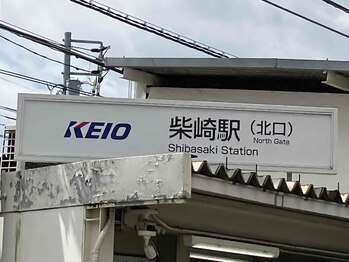 KEIO 柴崎駅（北口）
North Gate
Shibasaki Station